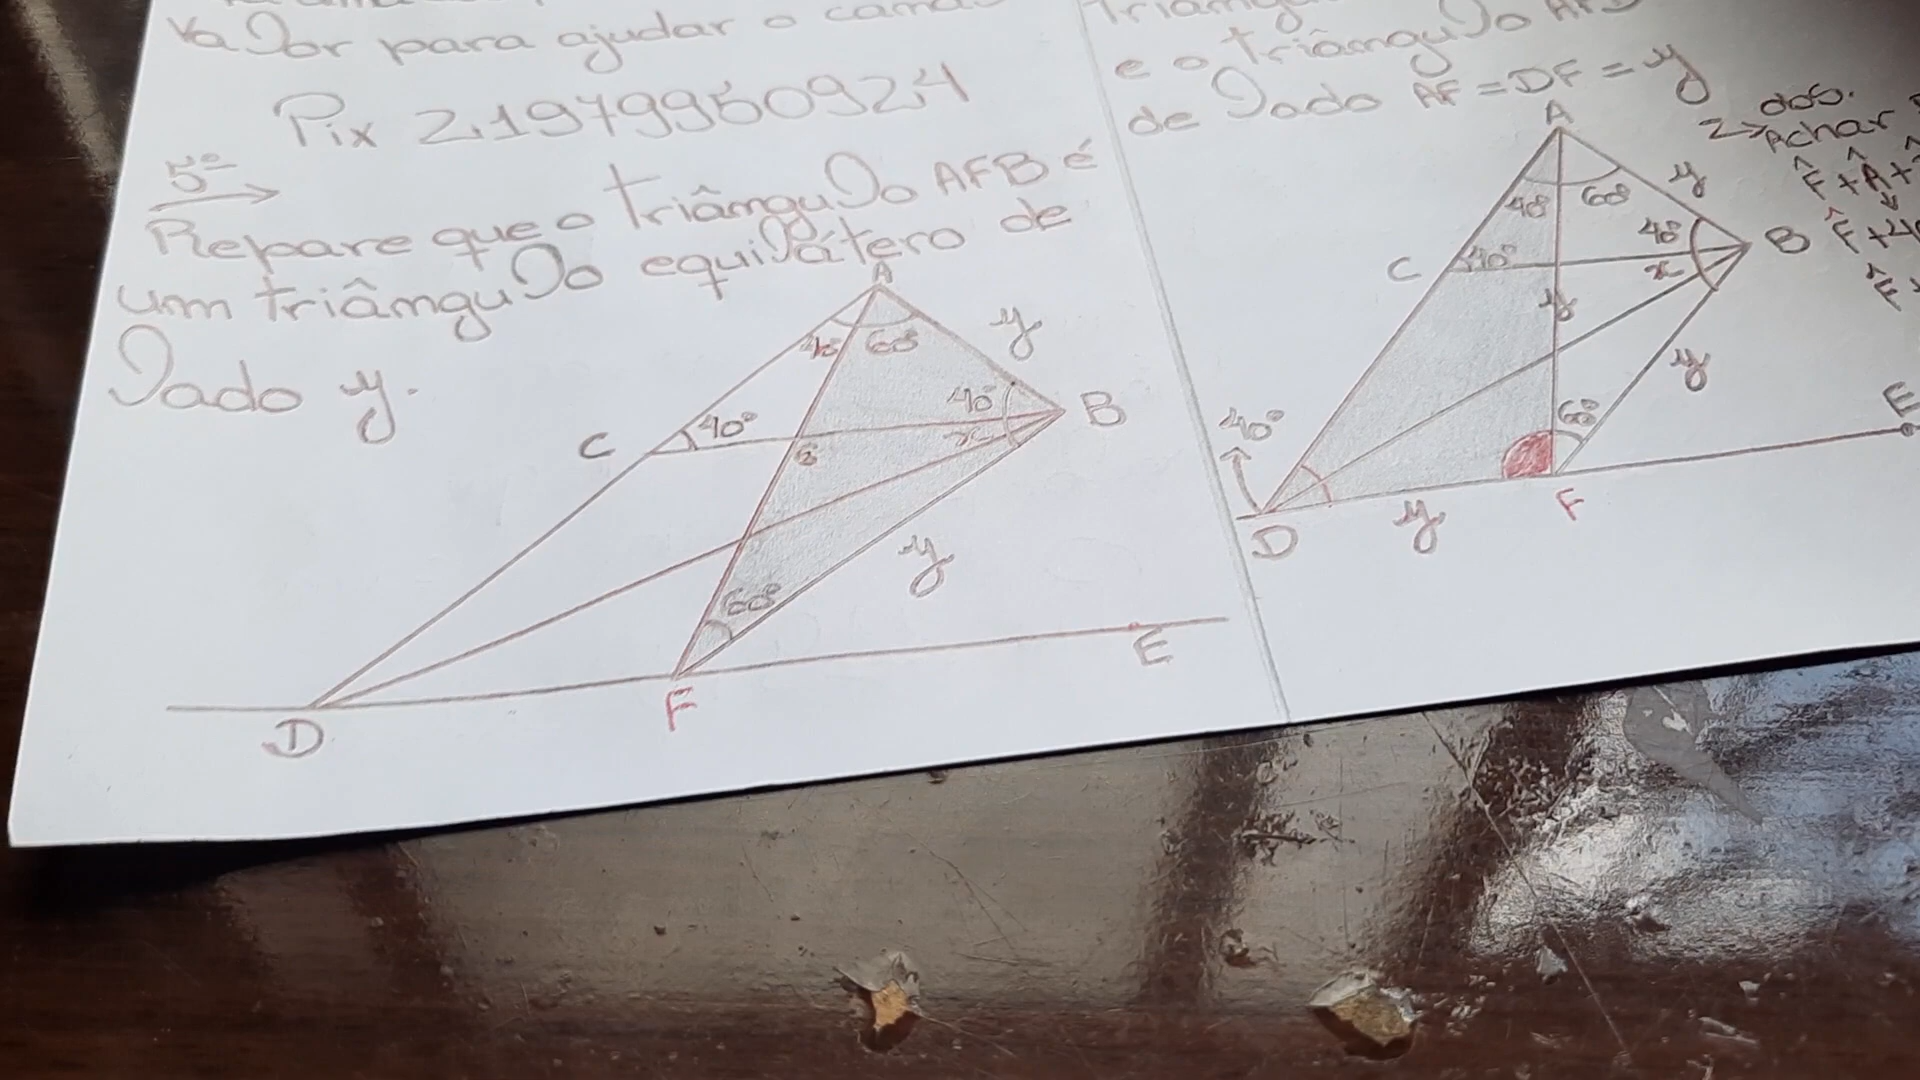 Valor para ajudar o
Pix 21979950924
5º
Repare que o triângulo AFB é
um triângulo equilátero de
lado y.
A
40° 60°
y
40°
B
C
40°
x
y
60°
D
F
E
e o triângulo
de lado AF = DF = y
A
40° 60°
y
40°
B
C
40°
x
y
y
60°
40°
D
y
F
E
dos.
2 → Achar